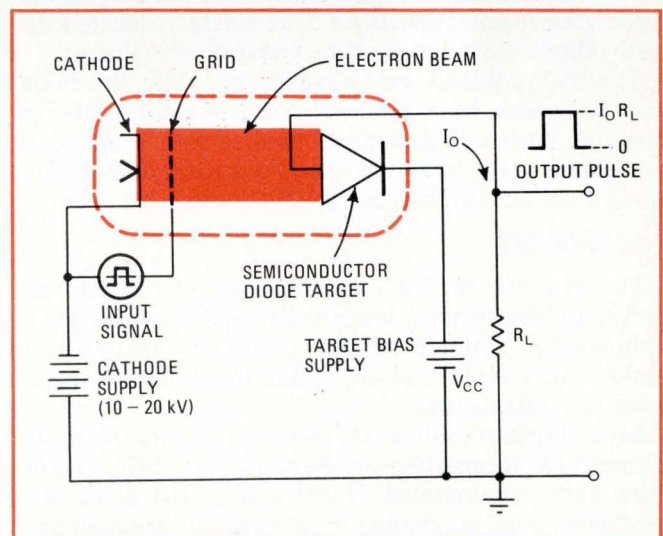 CATHODE
GRID
ELECTRON BEAM
I_O
I_O R_L
0
OUTPUT PULSE
SEMICONDUCTOR
DIODE TARGET
INPUT
SIGNAL
TARGET BIAS
SUPPLY
R_L
CATHODE
SUPPLY
(10 – 20 kV)
V_CC